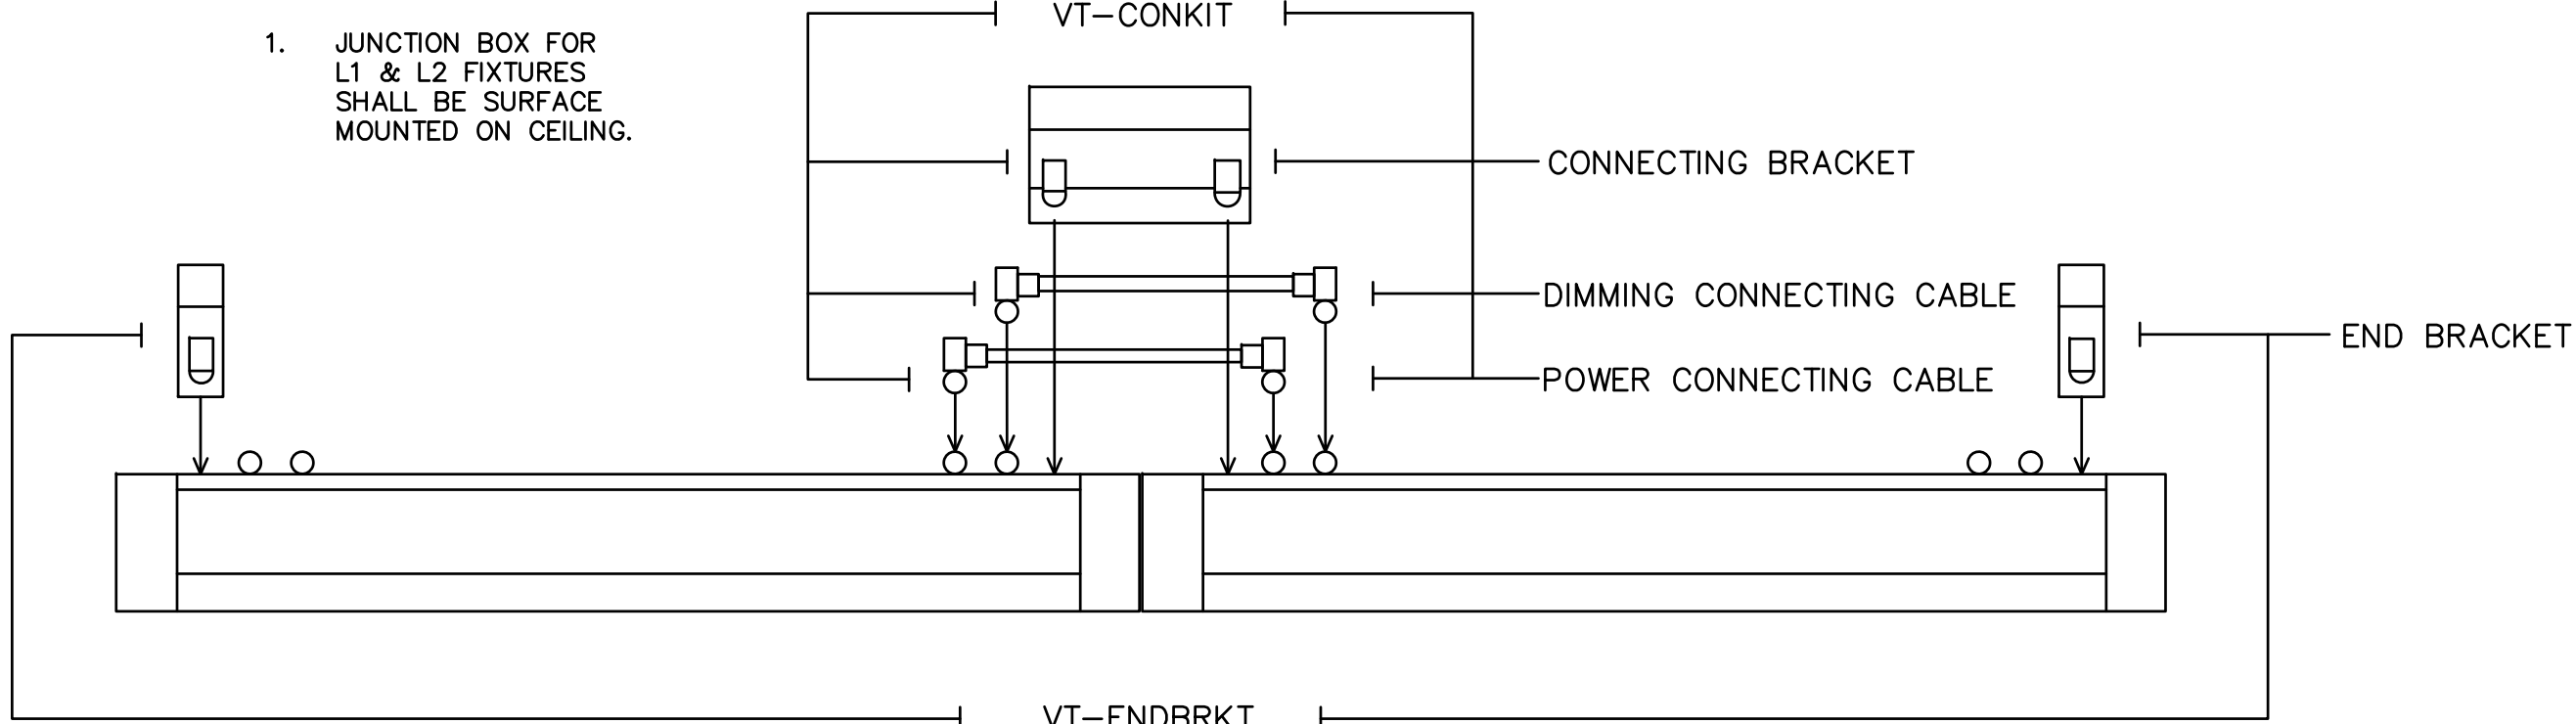 VT-CONKIT
1. JUNCTION BOX FOR
L1 & L2 FIXTURES
SHALL BE SURFACE
MOUNTED ON CEILING.
CONNECTING BRACKET
DIMMING CONNECTING CABLE
END BRACKET
POWER CONNECTING CABLE
VT-ENDBRKT